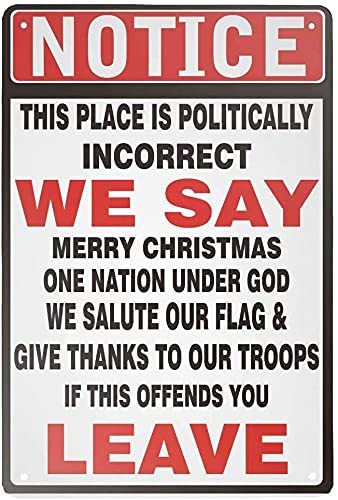 NOTICE
THIS PLACE IS POLITICALLY
INCORRECT
WE SAY
MERRY CHRISTMAS
ONE NATION UNDER GOD
WE SALUTE OUR FLAG &
GIVE THANKS TO OUR TROOPS
IF THIS OFFENDS YOU
LEAVE